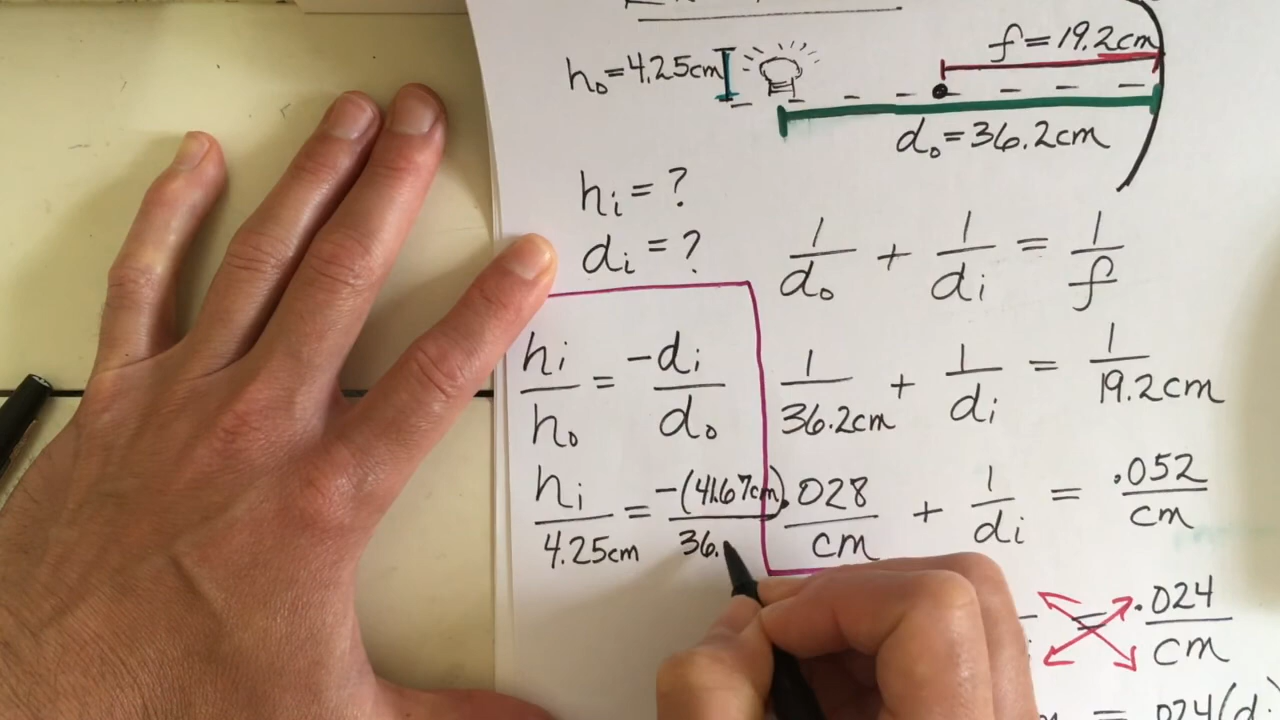 f=19.2cm
h₀=4.25cm
d₀=36.2cm
hᵢ=?
dᵢ=?
1/d₀ + 1/dᵢ = 1/f
hᵢ/h₀ = -dᵢ/d₀
1/36.2cm + 1/dᵢ = 1/19.2cm
hᵢ/4.25cm = -(41.67cm)/36.
.028/cm + 1/dᵢ = .052/cm
= .024/cm
= .024(d